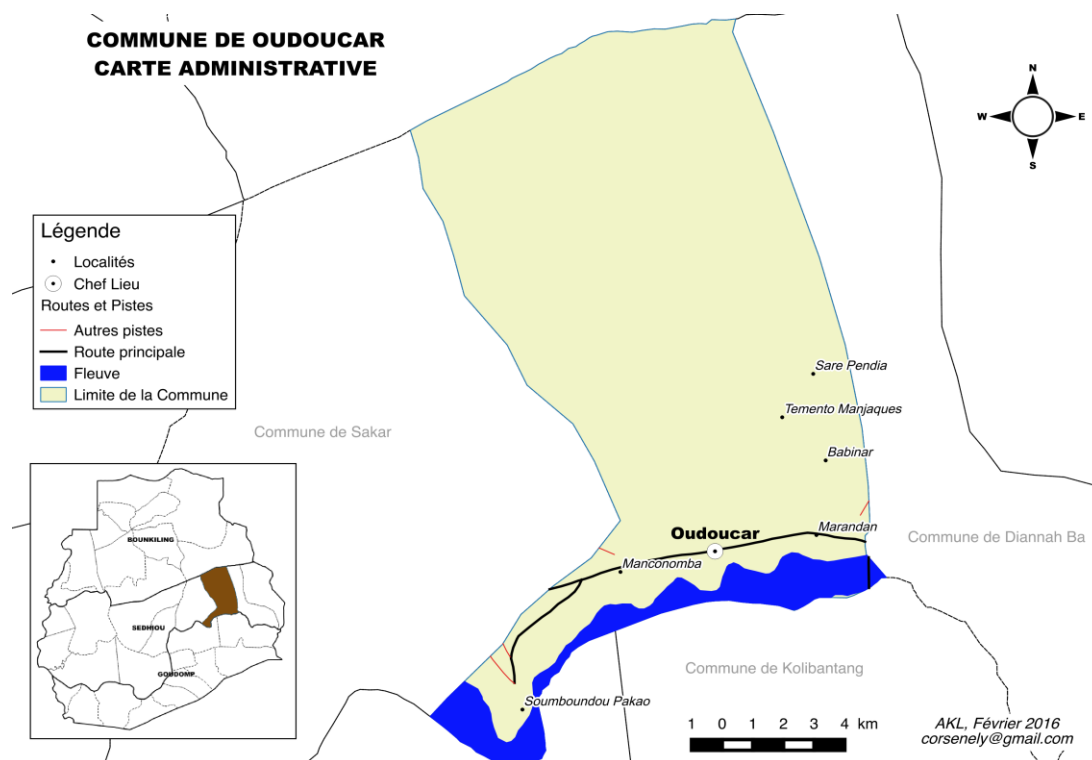 COMMUNE DE OUDOUCAR
CARTE ADMINISTRATIVE
N
W
E
S
Légende
Localités
Chef Lieu
Routes et Pistes
Autres pistes
Route principale
Fleuve
Limite de la Commune
Sare Pendia
Temento Manjaques
Commune de Sakar
Babinar
Oudoucar
Marandan
Commune de Diannah Ba
Manconomba
Commune de Kolibantang
Soumboundou Pakao
BOUNKILING
SEDHIOU
GOUDOMP
1 0 1 2 3 4 km
AKL, Février 2016
corsenely@gmail.com